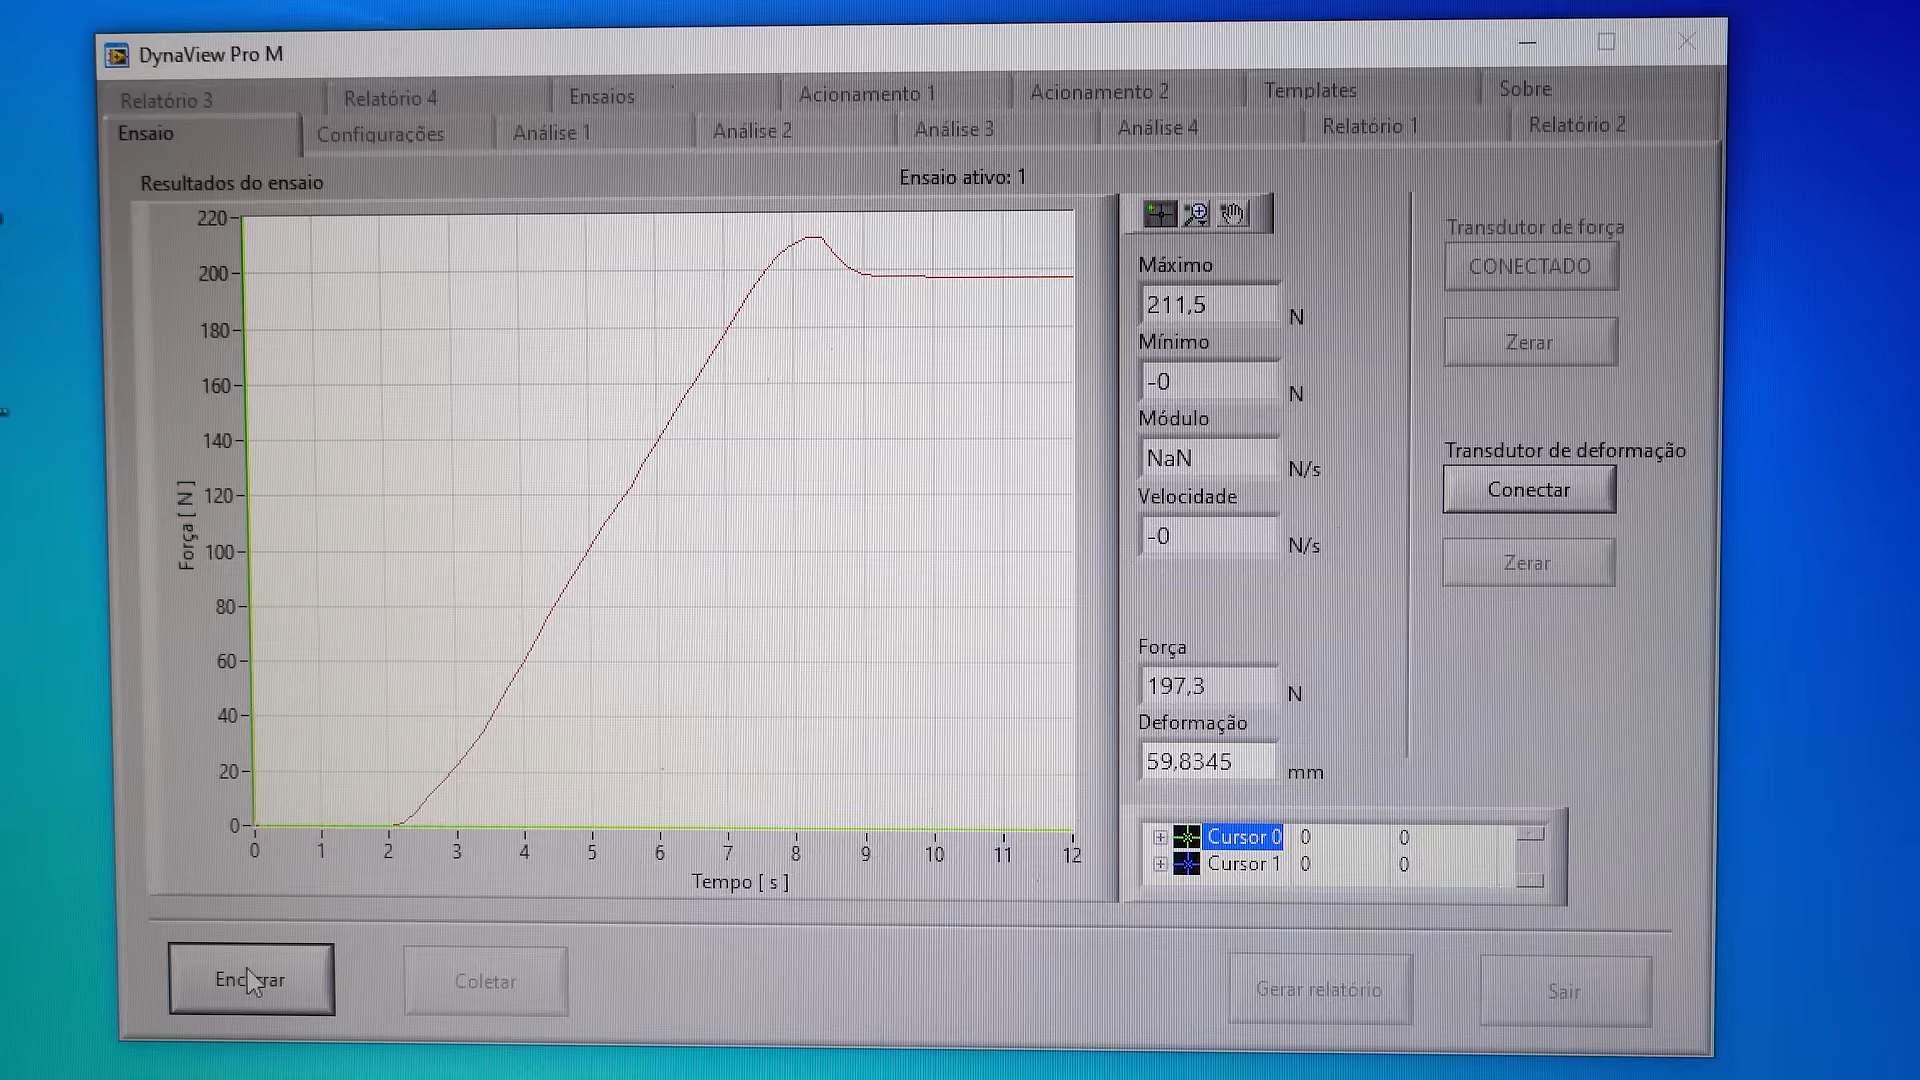 DynaView Pro M
Relatório 3 Relatório 4 Ensaios Acionamento 1 Acionamento 2 Templates Sobre
Ensaio Configurações Análise 1 Análise 2 Análise 3 Análise 4 Relatório 1 Relatório 2
Resultados do ensaio
Ensaio ativo: 1
220
200
180
160
140
120
100
80
60
40
20
0
Força [ N ]
0 1 2 3 4 5 6 7 8 9 10 11 12
Tempo [ s ]
Máximo
211,5 N
Mínimo
-0 N
Módulo
NaN N/s
Velocidade
-0 N/s
Força
197,3 N
Deformação
59,8345 mm
Cursor 0 0 0
Cursor 1 0 0
Transdutor de força
CONECTADO
Zerar
Transdutor de deformação
Conectar
Zerar
Encerrar Coletar Gerar relatório Sair